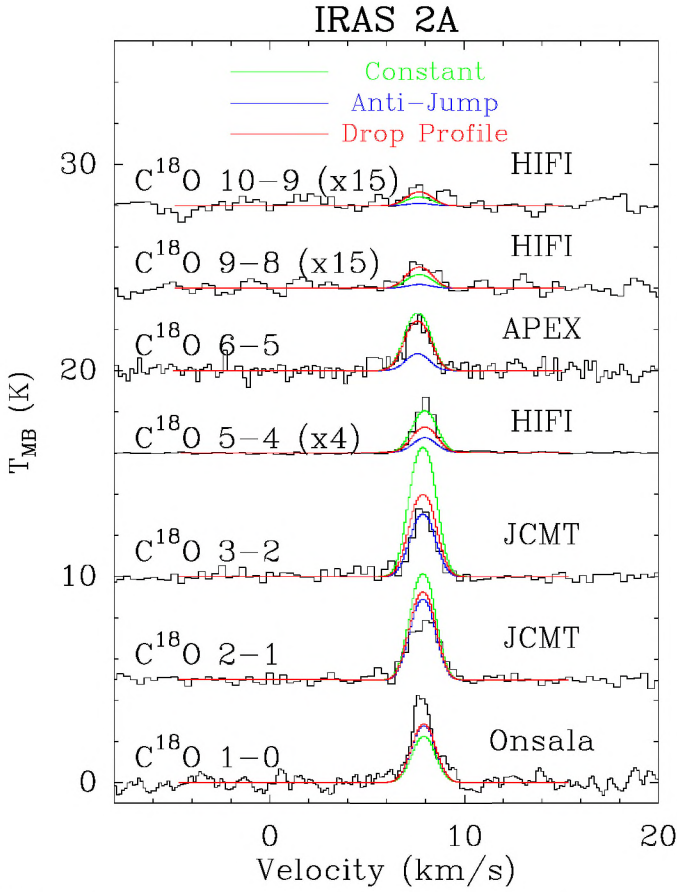 IRAS 2A
Constant
Anti-Jump
Drop Profile
C¹⁸O 10-9 (x15)
HIFI
C¹⁸O 9-8 (x15)
HIFI
C¹⁸O 6-5
APEX
C¹⁸O 5-4 (x4)
HIFI
C¹⁸O 3-2
JCMT
C¹⁸O 2-1
JCMT
C¹⁸O 1-0
Onsala
30
20
10
0
T_MB (K)
0 10 20
Velocity (km/s)